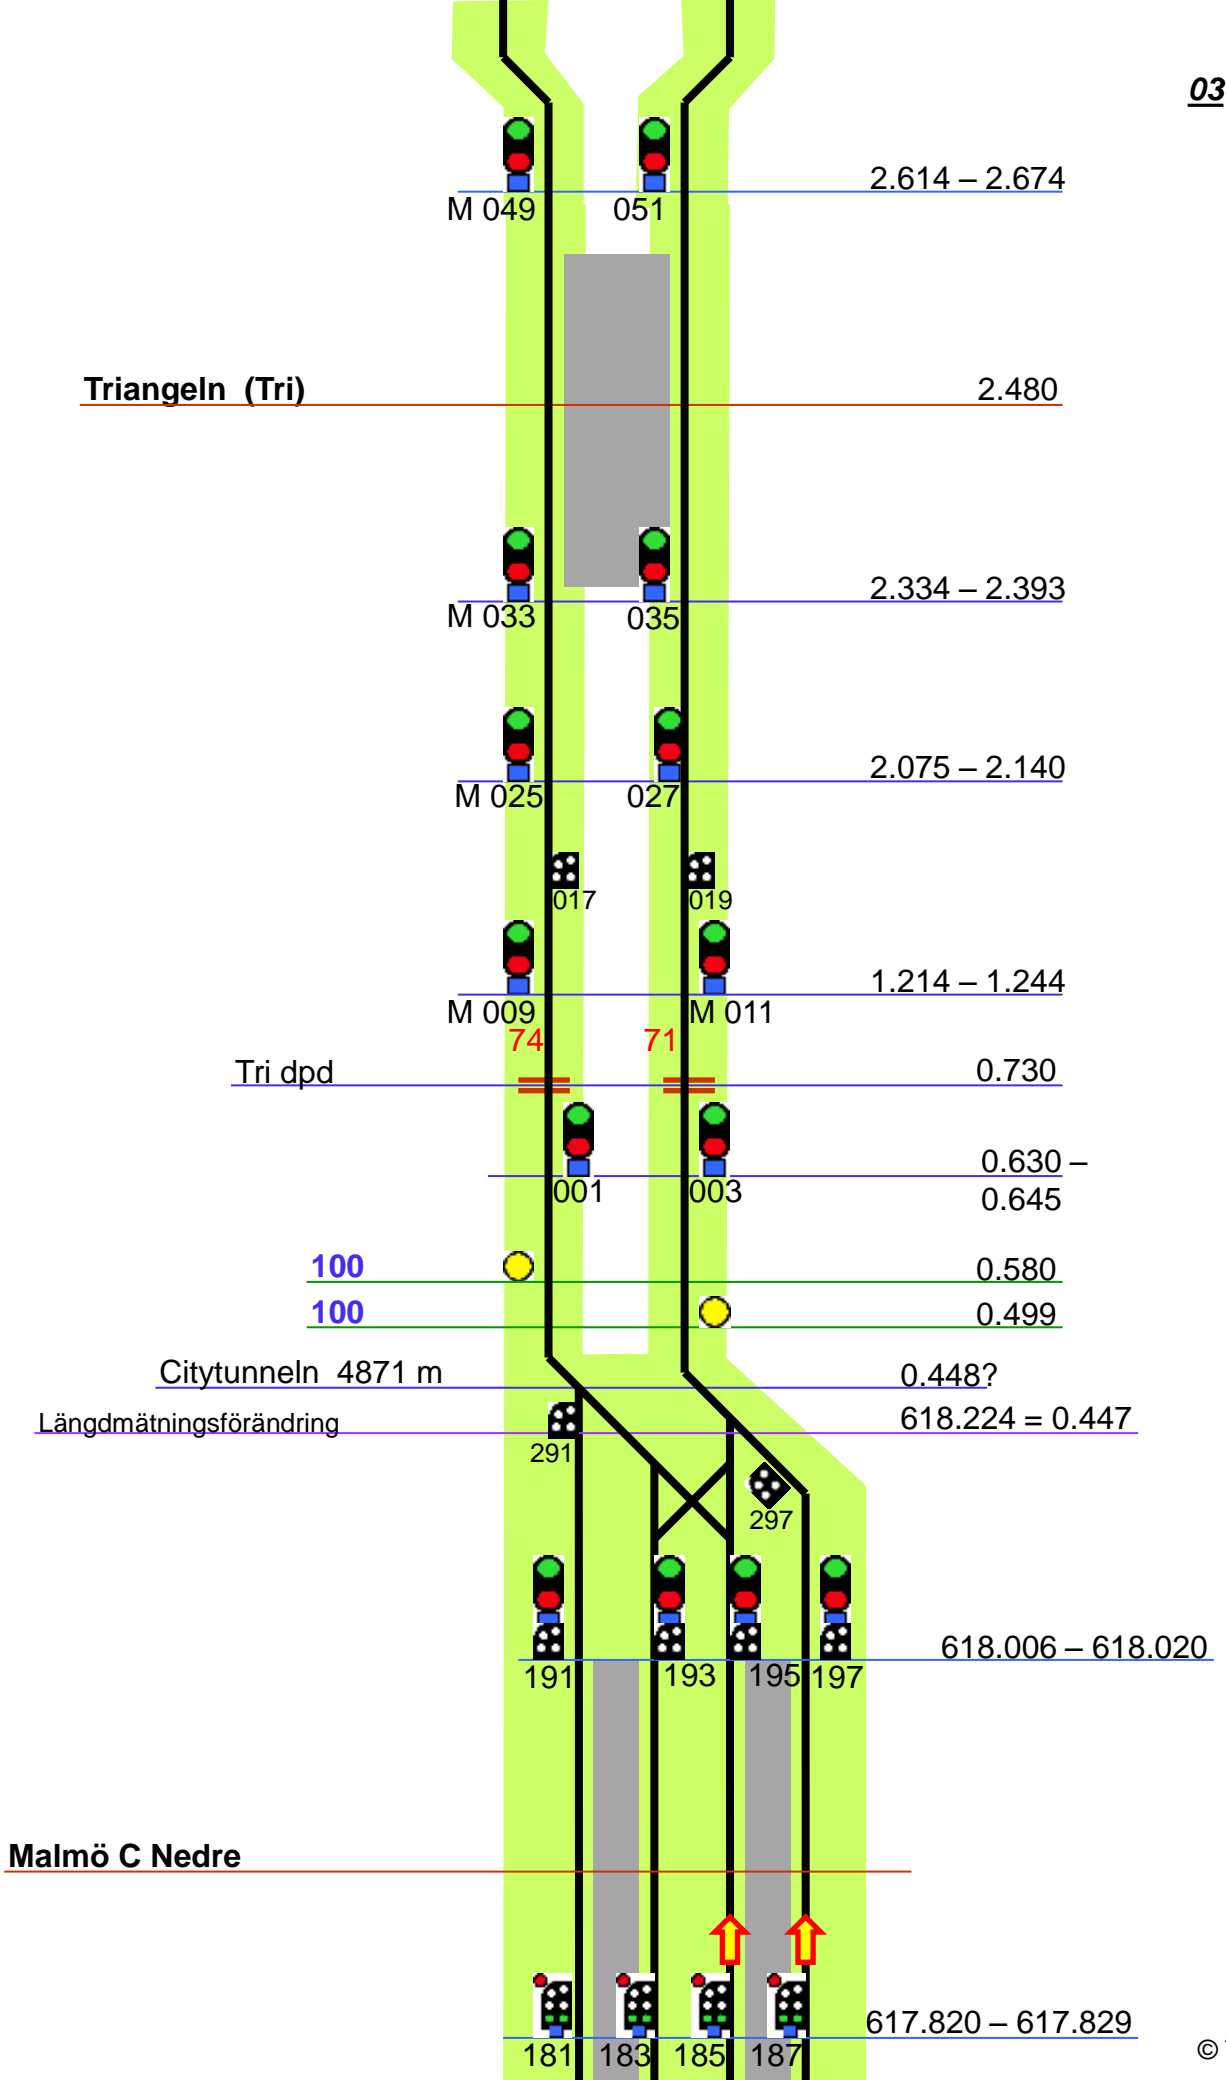 03
2.614 – 2.674
M 049 051
Triangeln (Tri) 2.480
2.334 – 2.393
M 033 035
2.075 – 2.140
M 025 027
017 019
1.214 – 1.244
M 009 M 011
74 71
Tri dpd 0.730
0.630 –
001 003 0.645
100 0.580
100 0.499
Citytunneln 4871 m 0.448?
Längdmätningsförändring 618.224 = 0.447
291
297
618.006 – 618.020
191 193 195 197
Malmö C Nedre
617.820 – 617.829
181 183 185 187
©